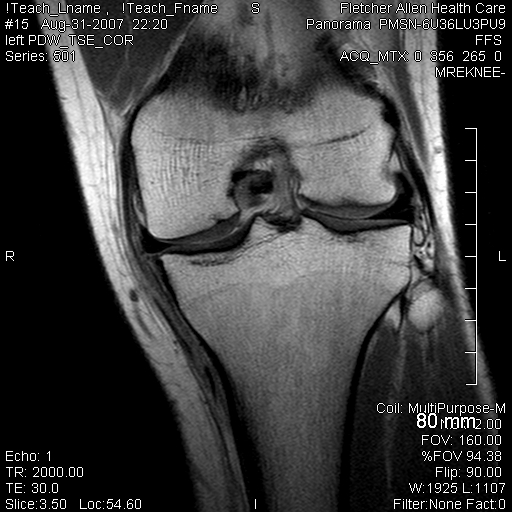 !Teach_Lname , !Teach_Fname
S
Fletcher Allen Health Care
#15 Aug-31-2007 22:20
Panorama PMSN-6U36LU3PU9
left PDW_TSE_COR
FFS
Series: 501
ACQ_MTX: 0 356 265 0
MREKNEE-
R
L
Coil: MultiPurpose-M
80 mm
2.00
FOV: 160.00
Echo: 1
%FOV 94.38
TR: 2000.00
Flip: 90.00
TE: 30.0
W:1925 L:1107
Slice:3.50 Loc:54.60
I
Filter:None Fact:0